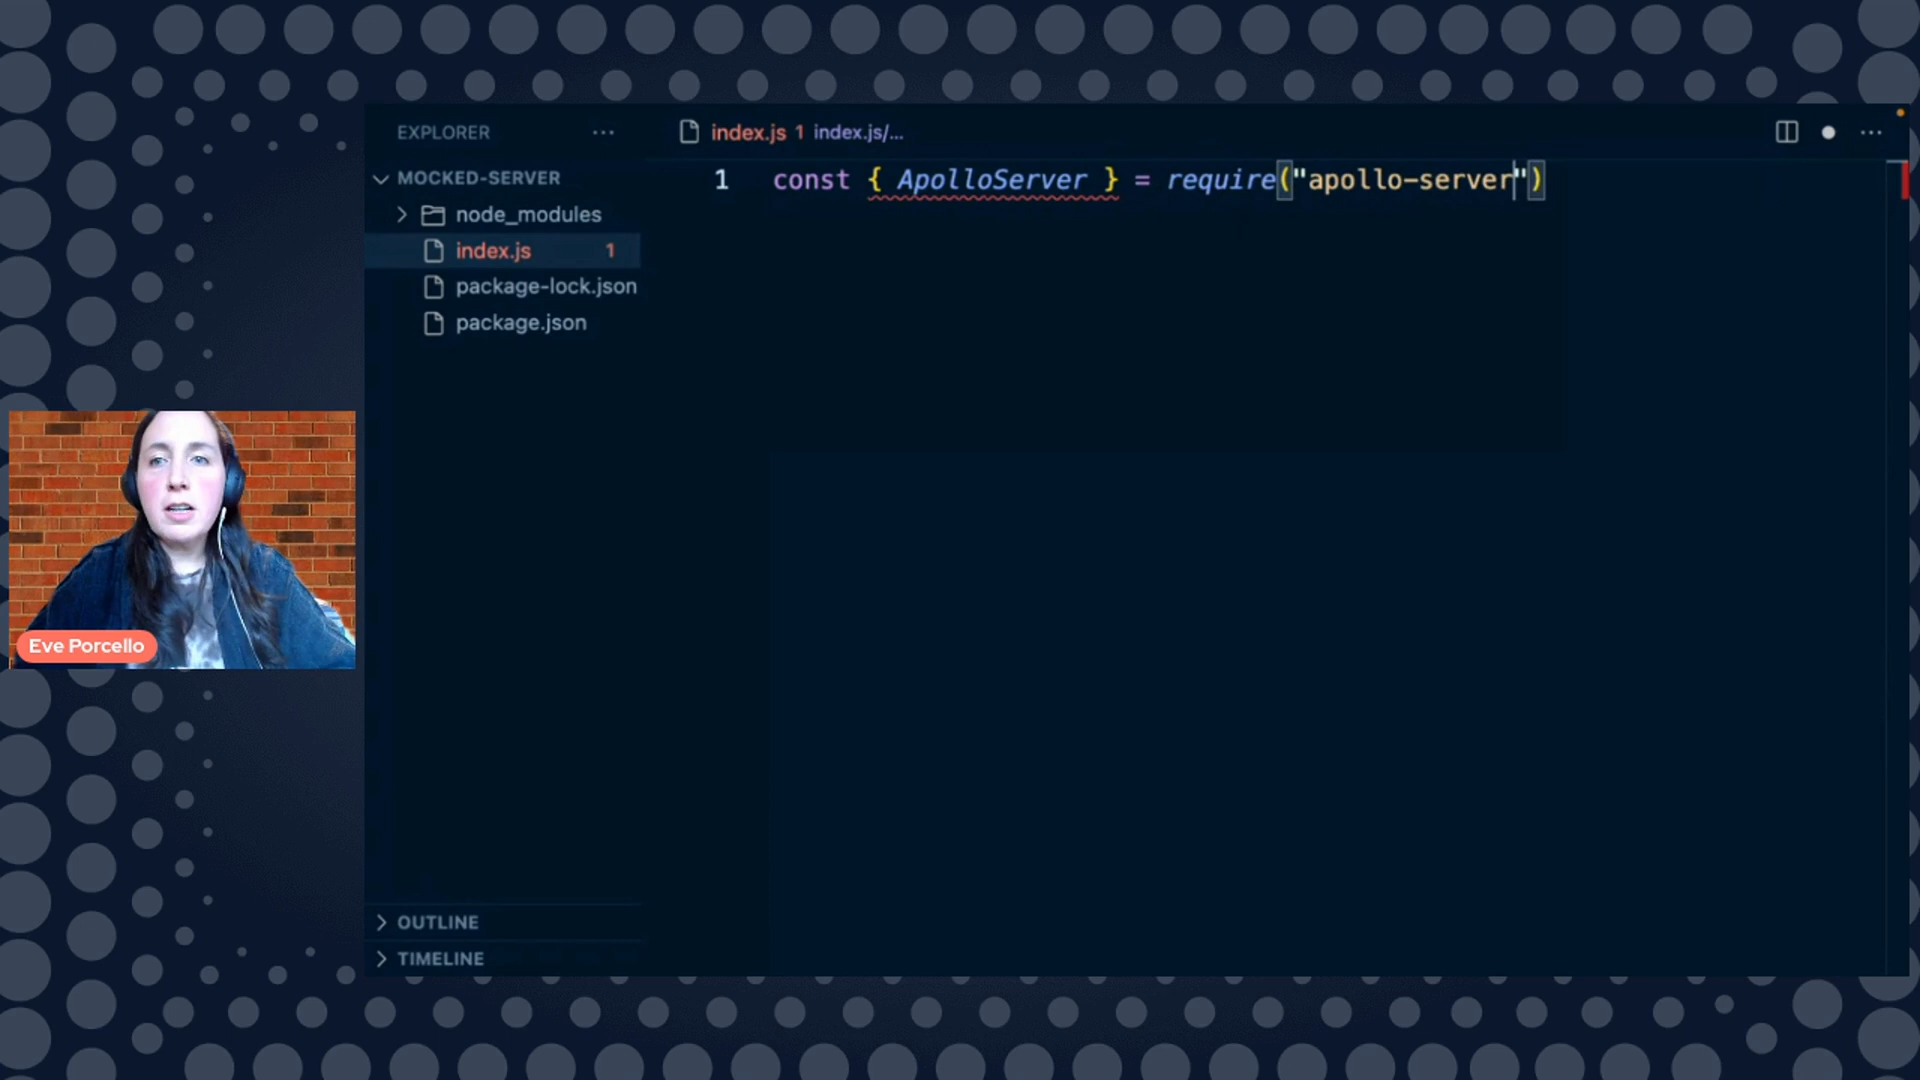 EXPLORER ...
index.js 1 index.js/...
MOCKED-SERVER
node_modules
index.js 1
package-lock.json
package.json
1 const { ApolloServer } = require("apollo-server")
Eve Porcello
OUTLINE
TIMELINE